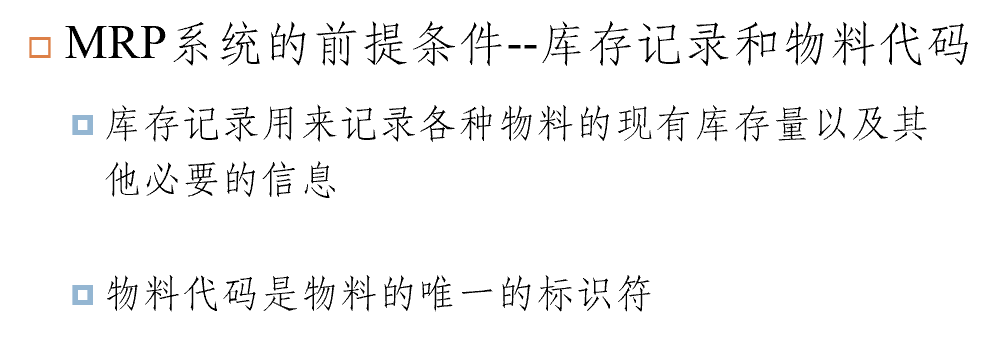 MRP系统的前提条件--库存记录和物料代码
库存记录用来记录各种物料的现有库存量以及其
他必要的信息
物料代码是物料的唯一的标识符